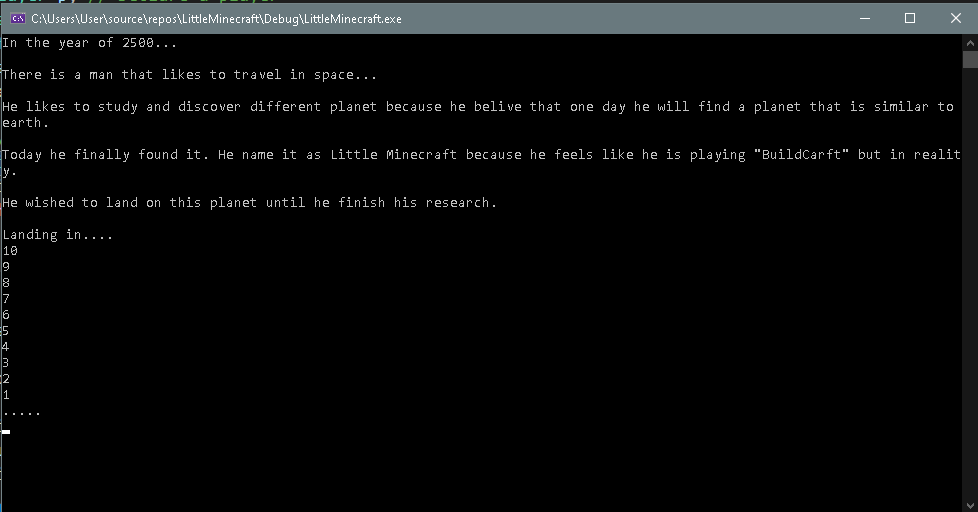 C:\Users\User\source\repos\LittleMinecraft\Debug\LittleMinecraft.exe
In the year of 2500...
There is a man that likes to travel in space...
He likes to study and discover different planet because he belive that one day he will find a planet that is similar to
earth.
Today he finally found it. He name it as Little Minecraft because he feels like he is playing "BuildCarft" but in realit
y.
He wished to land on this planet until he finish his research.
Landing in....
10
9
8
7
6
5
4
3
2
1
.....